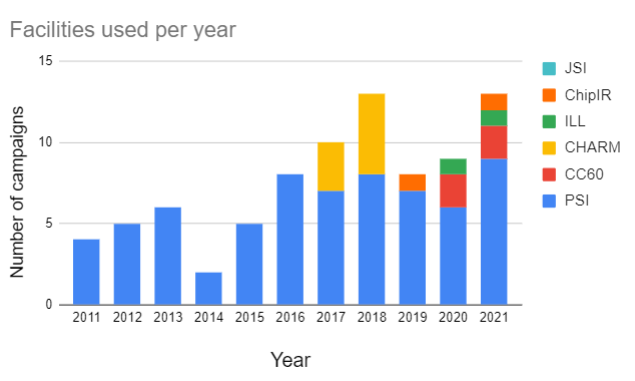 Facilities used per year
15
10
5
0
Number of campaigns
2011 2012 2013 2014 2015 2016 2017 2018 2019 2020 2021
Year
JSI
ChipIR
ILL
CHARM
CC60
PSI